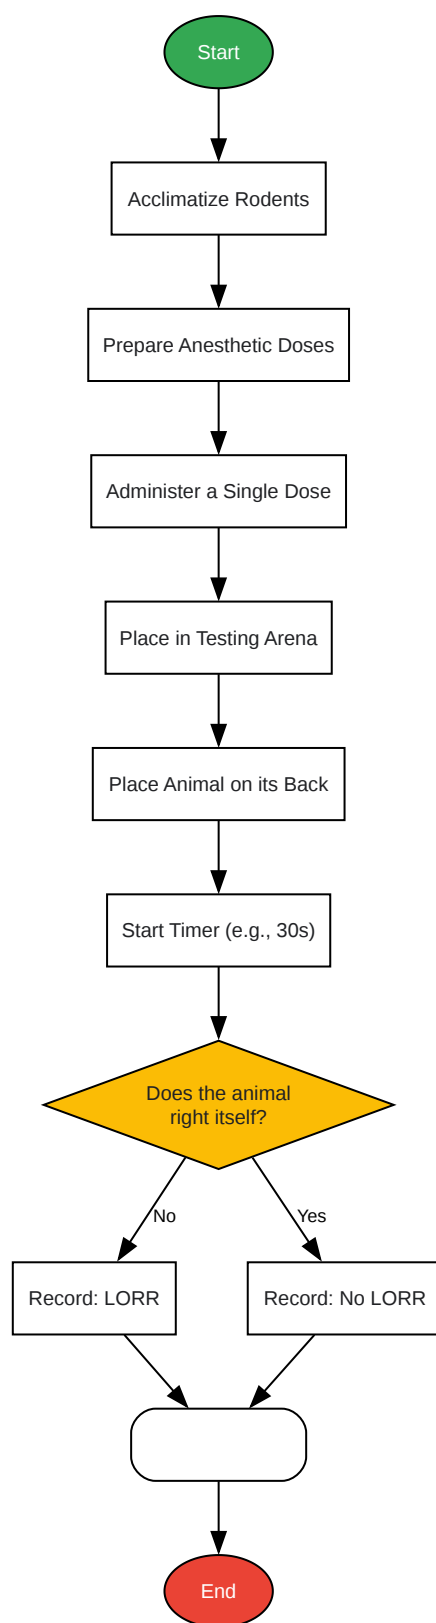 Start
Acclimatize Rodents
Prepare Anesthetic Doses
Administer a Single Dose
Place in Testing Arena
Place Animal on its Back
Start Timer (e.g., 30s)
Does the animal
right itself?
No
Yes
Record: LORR
Record: No LORR
End